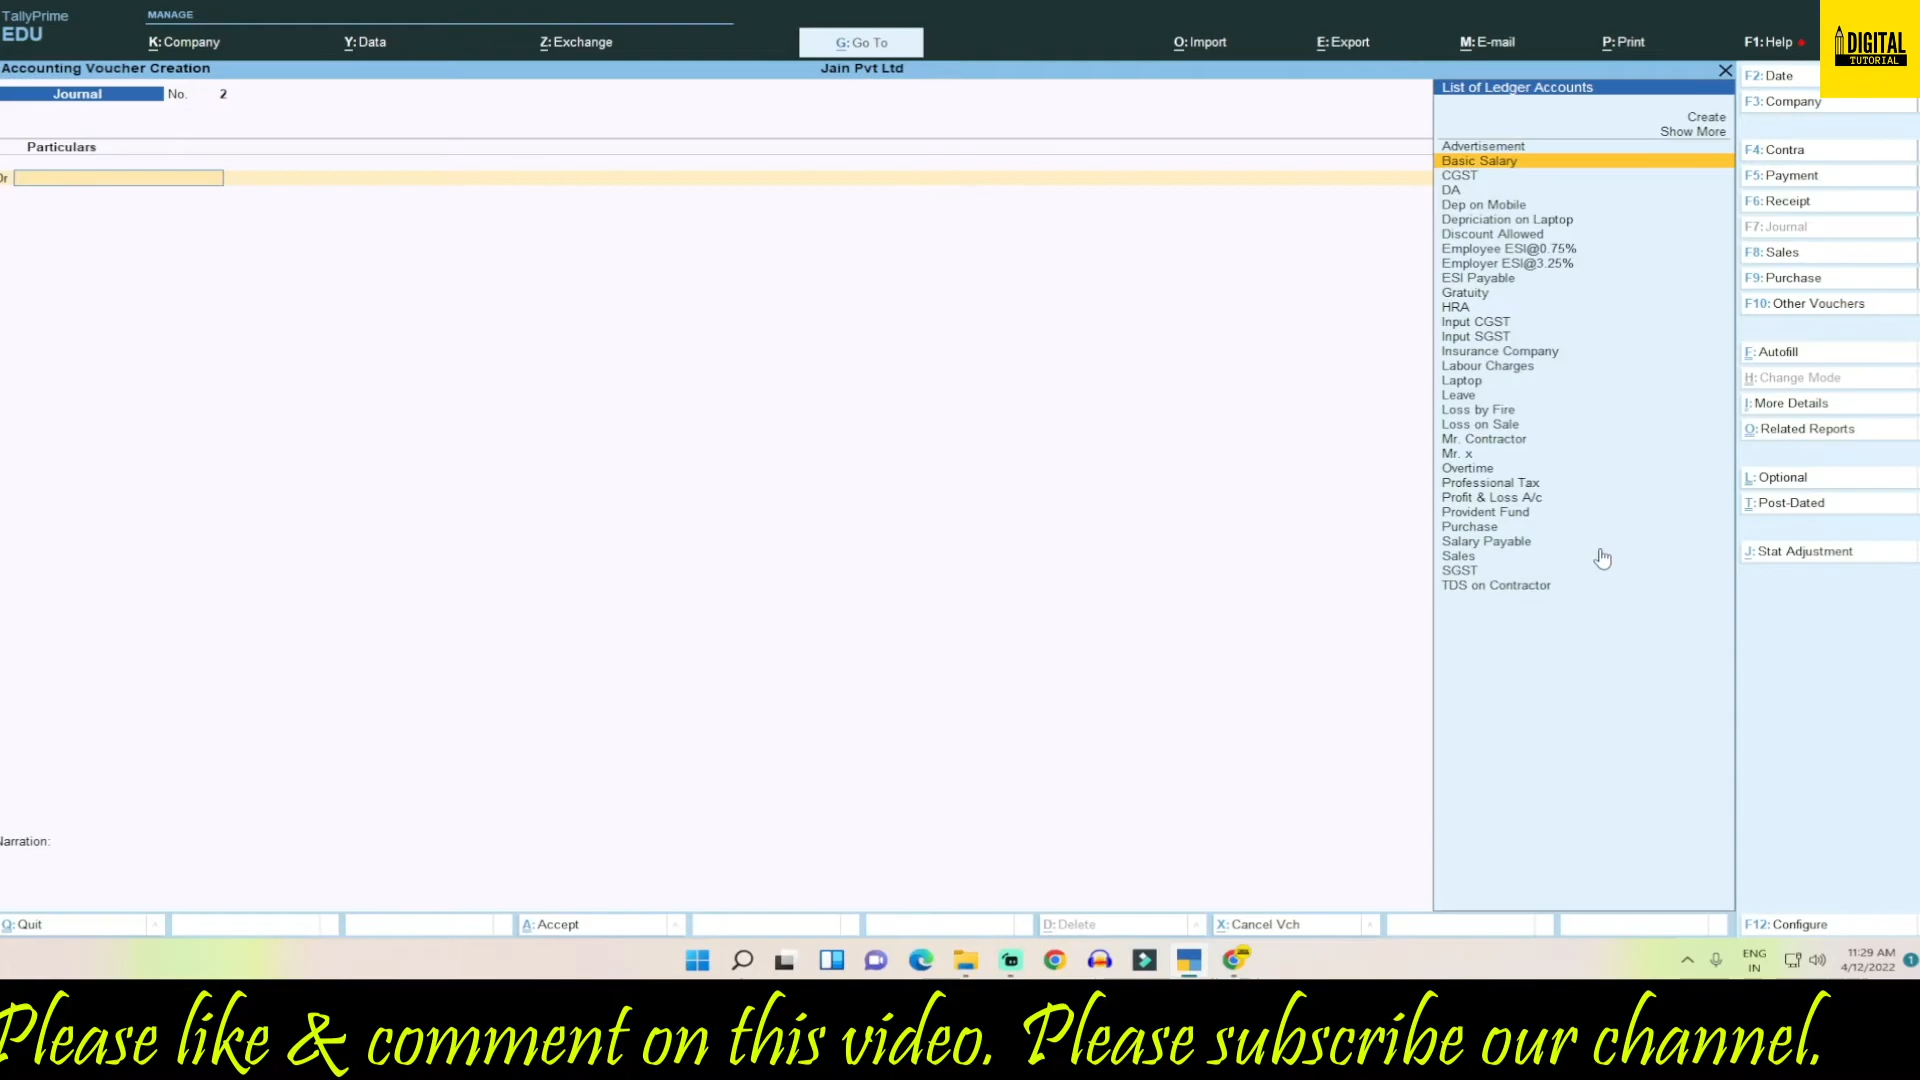 TallyPrime
EDU
MANAGE
K: Company
Y: Data
Z: Exchange
G: Go To
O: Import
E: Export
M: E-mail
P: Print
F1: Help
DIGITAL
TUTORIAL
Accounting Voucher Creation
Jain Pvt Ltd
Journal No. 2
Particulars
Dr
Narration:
List of Ledger Accounts
Create
Show More
Advertisement
Basic Salary
CGST
DA
Dep on Mobile
Depriciation on Laptop
Discount Allowed
Employee ESI@0.75%
Employer ESI@3.25%
ESI Payable
Gratuity
HRA
Input CGST
Input SGST
Insurance Company
Labour Charges
Laptop
Leave
Loss by Fire
Loss on Sale
Mr. Contractor
Mr. x
Overtime
Professional Tax
Profit & Loss A/c
Provident Fund
Purchase
Salary Payable
Sales
SGST
TDS on Contractor
F2: Date
F3: Company
F4: Contra
F5: Payment
F6: Receipt
F7: Journal
F8: Sales
F9: Purchase
F10: Other Vouchers
F: Autofill
H: Change Mode
I: More Details
O: Related Reports
L: Optional
T: Post-Dated
J: Stat Adjustment
Q: Quit
A: Accept
D: Delete
X: Cancel Vch
F12: Configure
ENG
IN
11:29 AM
4/12/2022
1
Please like & comment on this video. Please subscribe our channel.